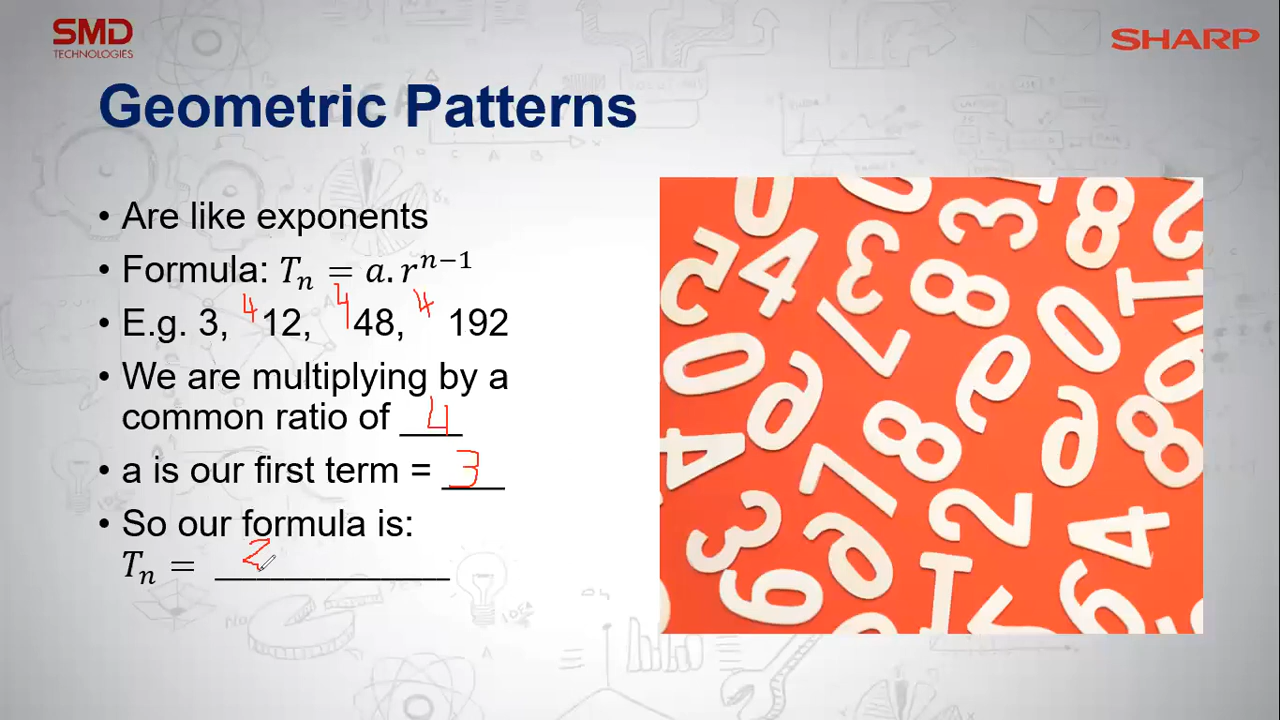 SMD
TECHNOLOGIES
SHARP
Geometric Patterns
• Are like exponents
• Formula: Tₙ = a.rⁿ⁻¹
• E.g. 3, 4 12, 4 48, 4 192
• We are multiplying by a
common ratio of 4
• a is our first term = 3
• So our formula is:
Tₙ =